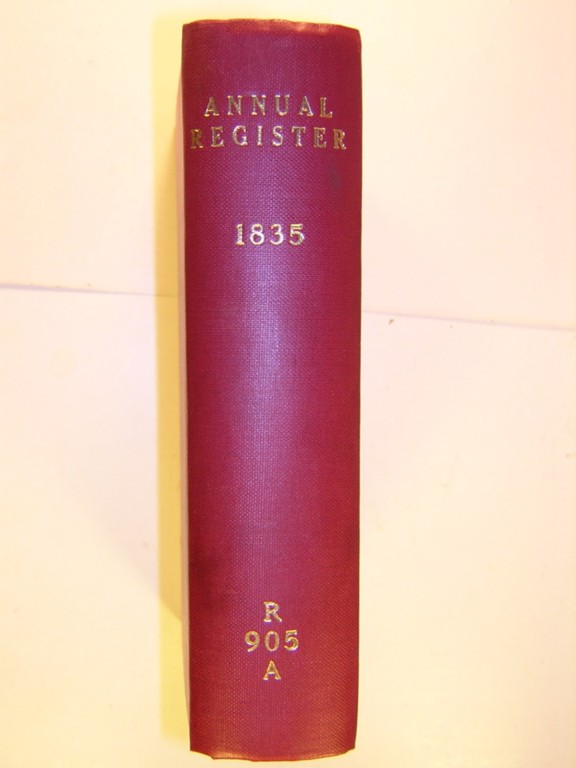 ANNUAL
REGISTER
1835
R
905
A